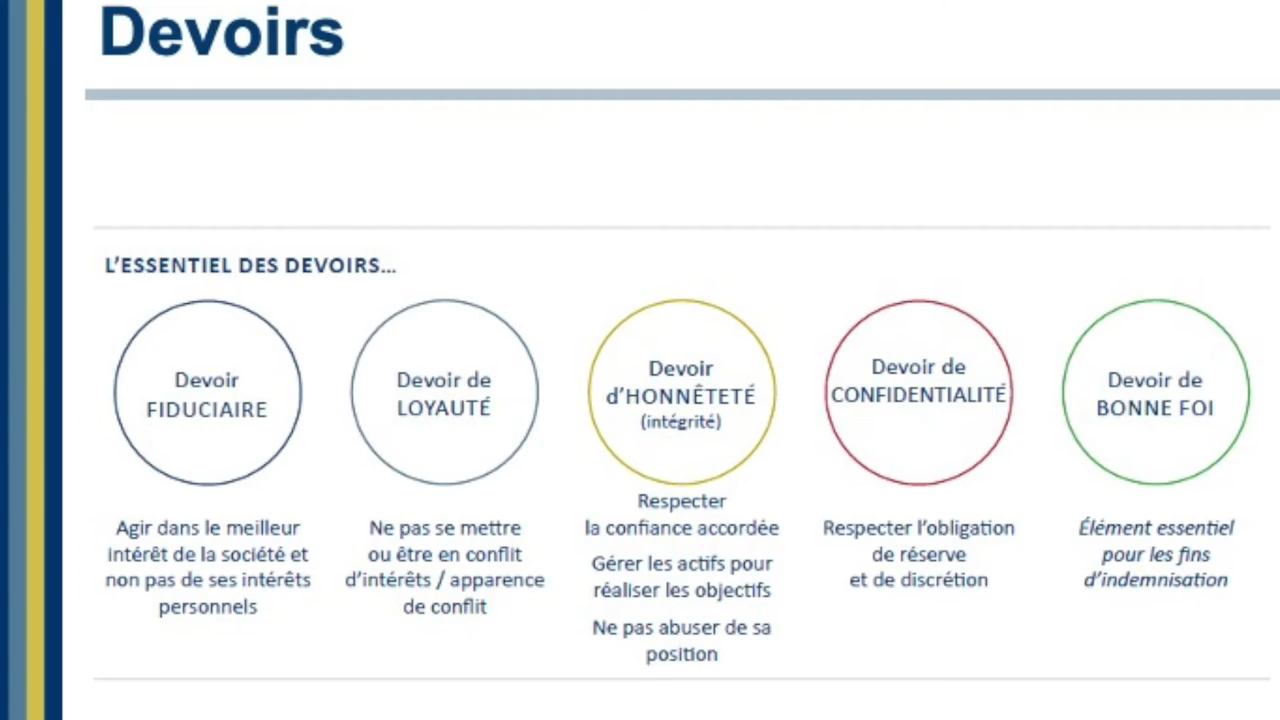 Devoirs
L'ESSENTIEL DES DEVOIRS...
Devoir
FIDUCIAIRE
Agir dans le meilleur
intérêt de la société et
non pas de ses intérêts
personnels
Devoir de
LOYAUTÉ
Ne pas se mettre
ou être en conflit
d'intérêts / apparence
de conflit
Devoir
d'HONNÊTETÉ
(intégrité)
Respecter
la confiance accordée
Gérer les actifs pour
réaliser les objectifs
Ne pas abuser de sa
position
Devoir de
CONFIDENTIALITÉ
Respecter l'obligation
de réserve
et de discrétion
Devoir de
BONNE FOI
Élément essentiel
pour les fins
d'indemnisation